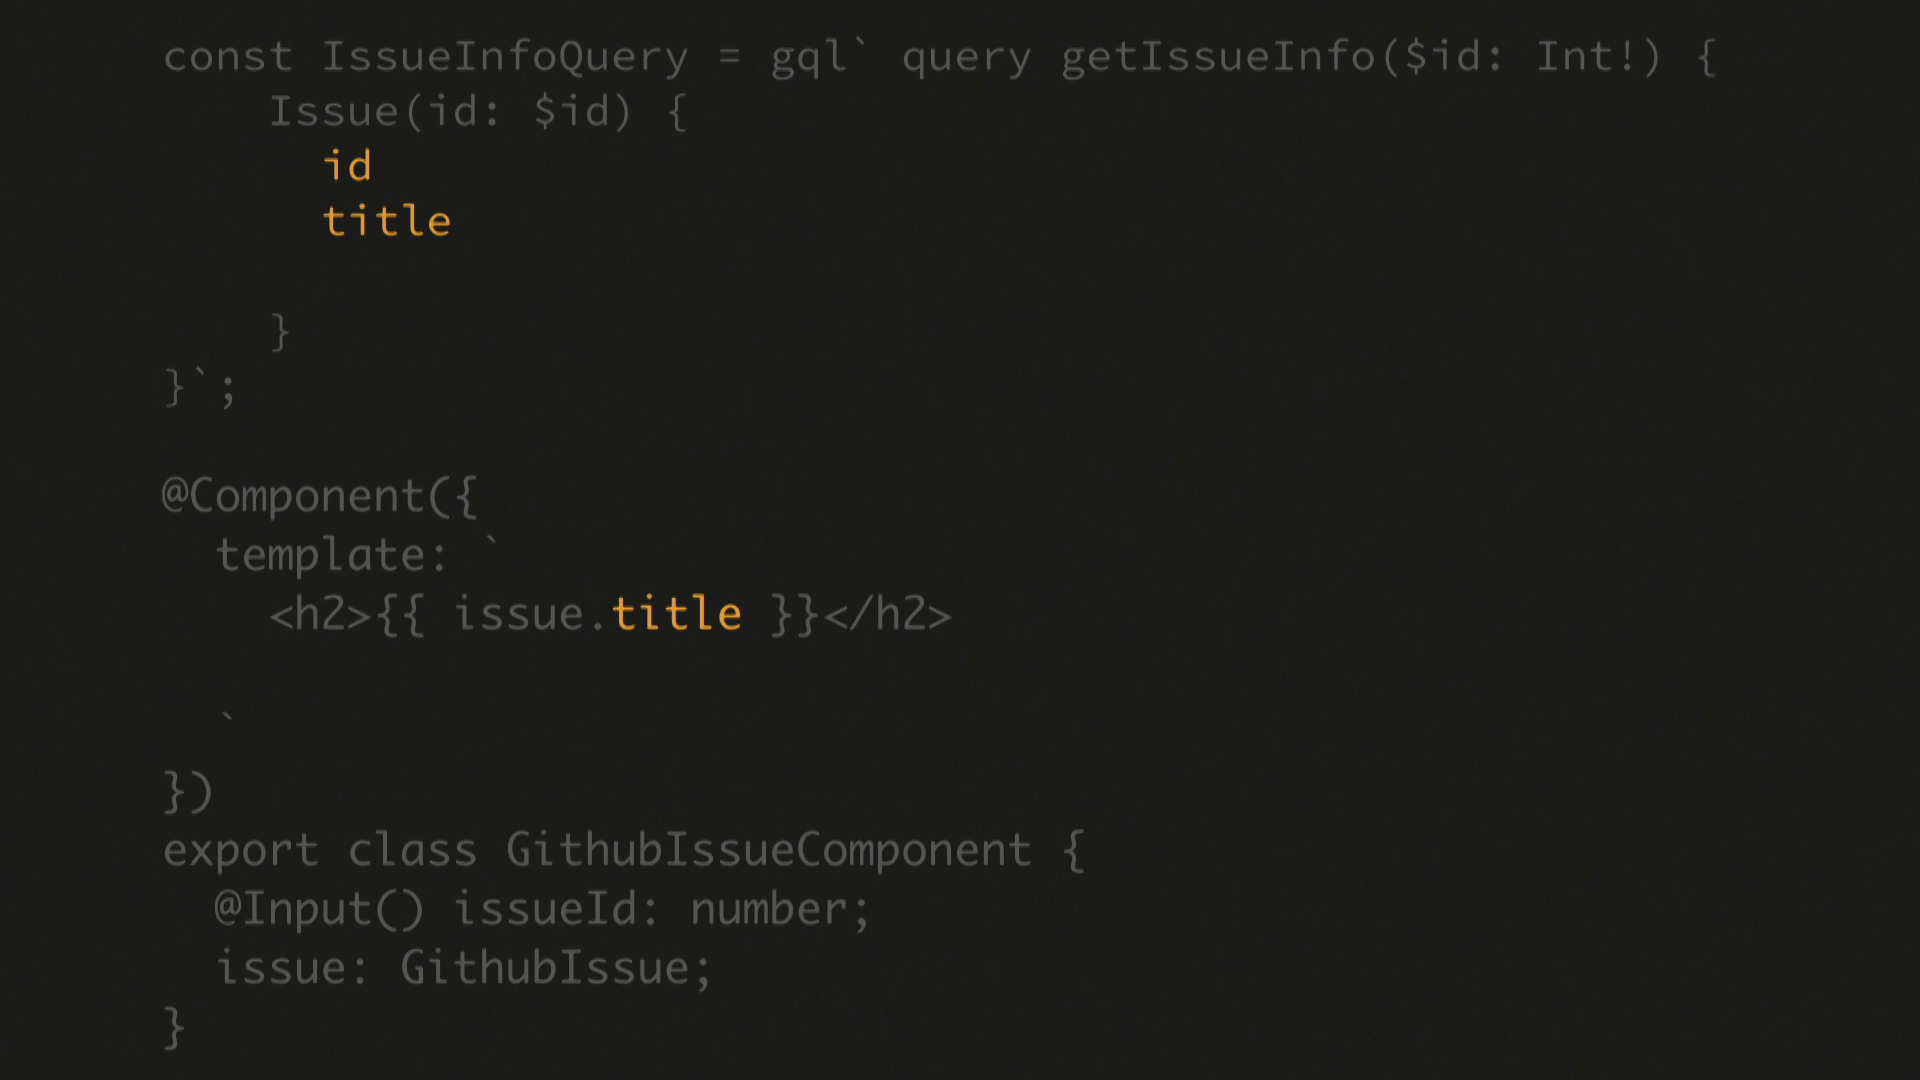 const IssueInfoQuery = gql` query getIssueInfo($id: Int!) {
Issue(id: $id) {
id
title
}
}`;
@Component({
template: `
<h2>{{ issue.title }}</h2>
`
})
export class GithubIssueComponent {
@Input() issueId: number;
issue: GithubIssue;
}